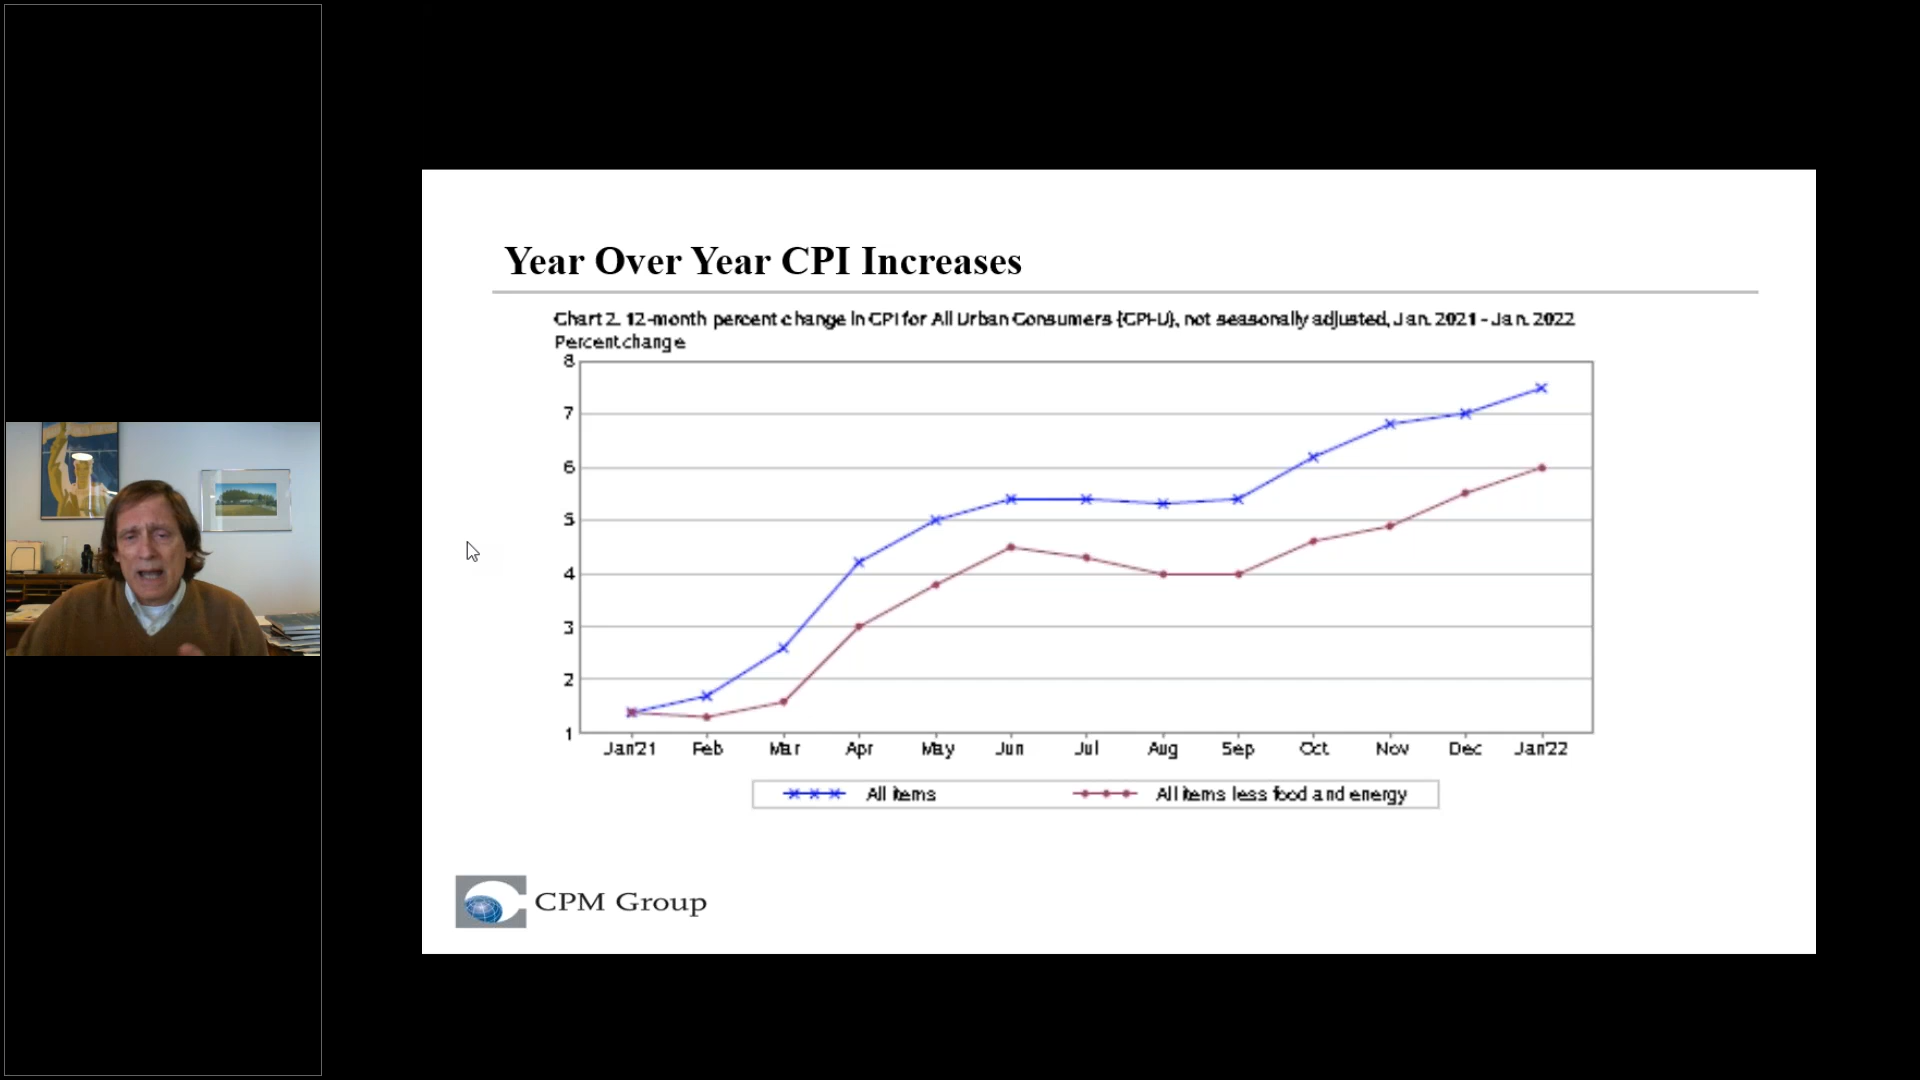 Year Over Year CPI Increases
Chart 2. 12-month percent change in CPI for All Urban Consumers (CPI-U), not seasonally adjusted, Jan. 2021 - Jan. 2022
Percent change
8
7
6
5
4
3
2
1
Jan'21 Feb Mar Apr May Jun Jul Aug Sep Oct Nov Dec Jan'22
All items All items less food and energy
CPM Group